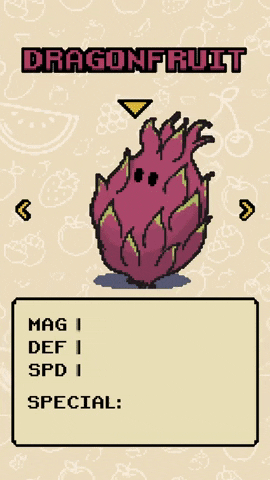 DRAGONFRUIT
MAG |
DEF |
SPD |
SPECIAL: